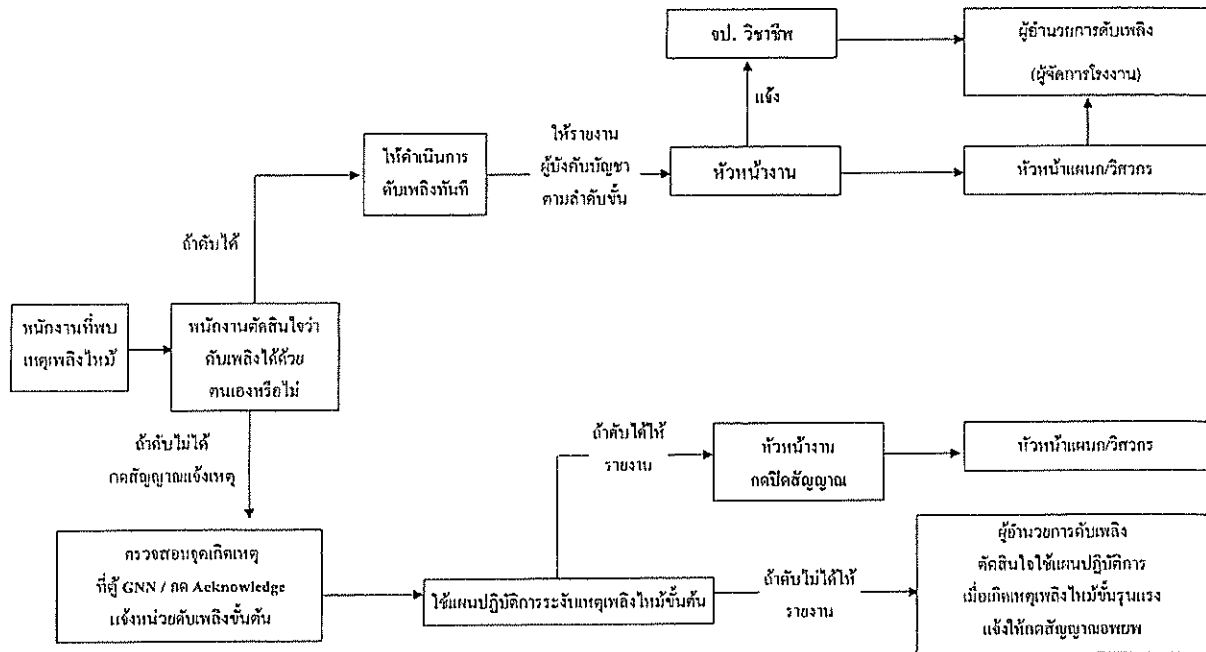 จป. วิชาชีพ
ผู้อำนวยการดับเพลิง
(ผู้จัดการโรงงาน)
แจ้ง
ให้ดำเนินการ
ดับเพลิงทันที
ให้รายงาน
ผู้บังคับบัญชา
ตามลำดับขั้น
หัวหน้างาน
หัวหน้าแผนก/วิศวกร
ถ้าดับได้
พนักงานที่พบ
เหตุเพลิงไหม้
พนักงานตัดสินใจว่า
ดับเพลิงได้ด้วย
ตนเองหรือไม่
ถ้าดับไม่ได้
กดสัญญาณแจ้งเหตุ
ถ้าดับได้ให้
รายงาน
หัวหน้างาน
กดปิดสัญญาณ
หัวหน้าแผนก/วิศวกร
ตรวจสอบจุดเกิดเหตุ
ที่ตู้ GNN / กด Acknowledge
แจ้งหน่วยดับเพลิงขั้นต้น
ใช้แผนปฏิบัติการระงับเหตุเพลิงไหม้ขั้นต้น
ถ้าดับไม่ได้ให้
รายงาน
ผู้อำนวยการดับเพลิง
ตัดสินใจใช้แผนปฏิบัติการ
เมื่อเกิดเหตุเพลิงไหม้ขั้นรุนแรง
แจ้งให้กดสัญญาณอพยพ